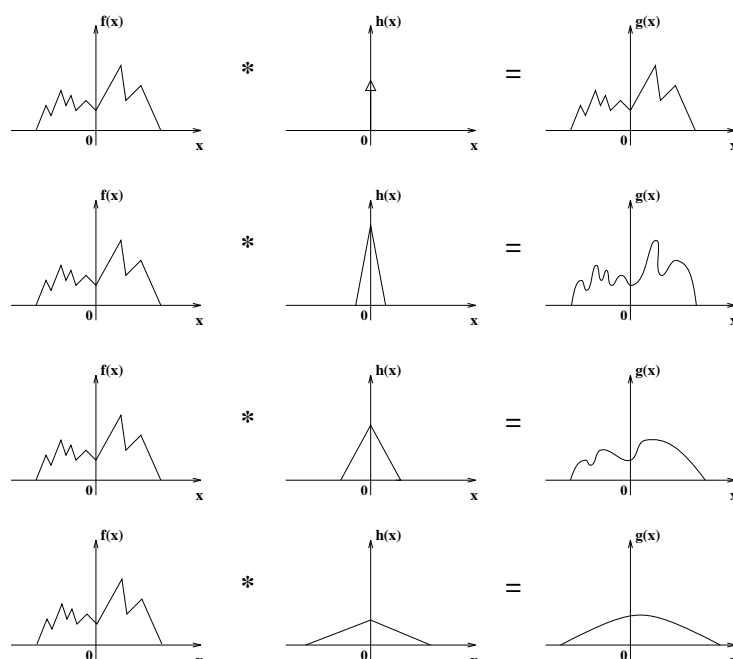 f(x) h(x) g(x)
* =
0 x 0 x 0 x
f(x) h(x) g(x)
* =
0 x 0 x 0 x
f(x) h(x) g(x)
* =
0 x 0 x 0 x
f(x) h(x) g(x)
* =
0 x 0 x 0 x